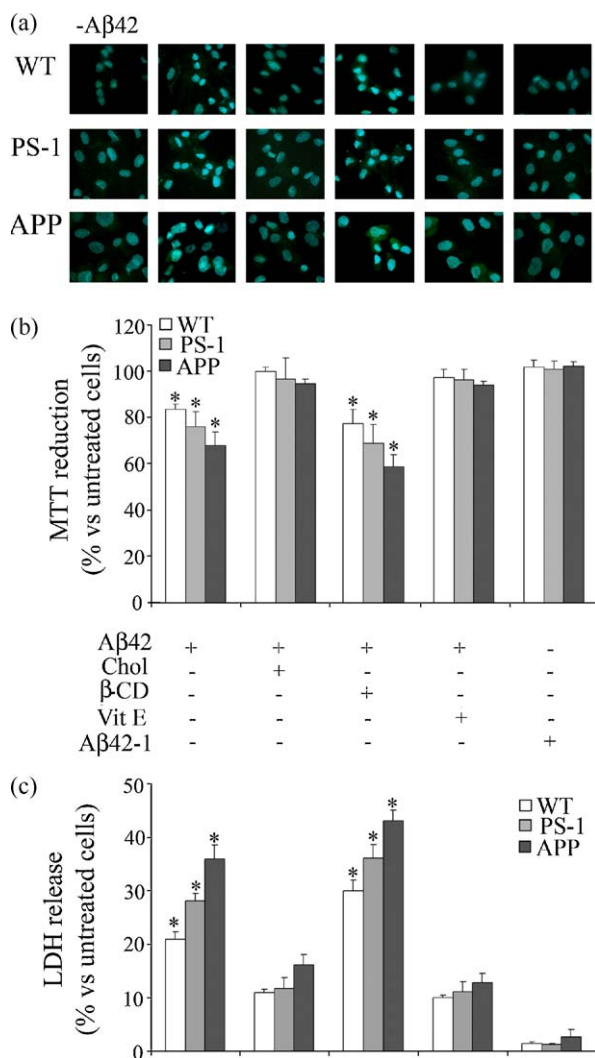 (a)
-Aβ42
WT
PS-1
APP
(b)
MTT reduction
(% vs untreated cells)
120
100
80
60
40
20
0
WT
PS-1
APP
* * *
* * *
Aβ42 + + + + -
Chol - + - - -
β-CD - - + - -
Vit E - - - + -
Aβ42-1 - - - - +
(c)
LDH release
(% vs untreated cells)
50
40
30
20
10
0
WT
PS-1
APP
* * *
* * *